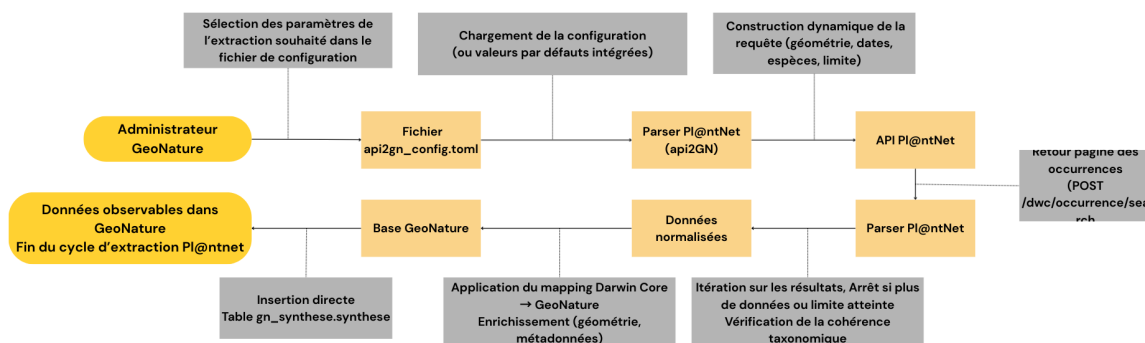 Sélection des paramètres de
l'extraction souhaité dans le
fichier de configuration
Chargement de la configuration
(ou valeurs par défauts intégrées)
Construction dynamique de la
requête (géométrie, dates,
espèces, limite)
Administrateur
GeoNature
Fichier
api2gn_config.toml
Parser Pl@ntNet
(api2GN)
API Pl@ntNet
Retour paginé des
occurrences
(POST
/dwc/occurrence/sea
rch
Données observables dans
GeoNature
Fin du cycle d'extraction Pl@ntnet
Base GeoNature
Données
normalisées
Parser Pl@ntNet
Insertion directe
Table gn_synthese.synthese
Application du mapping Darwin Core
→ GeoNature
Enrichissement (géométrie,
métadonnées)
Itération sur les résultats, Arrêt si plus
de données ou limite atteinte
Vérification de la cohérence
taxonomique